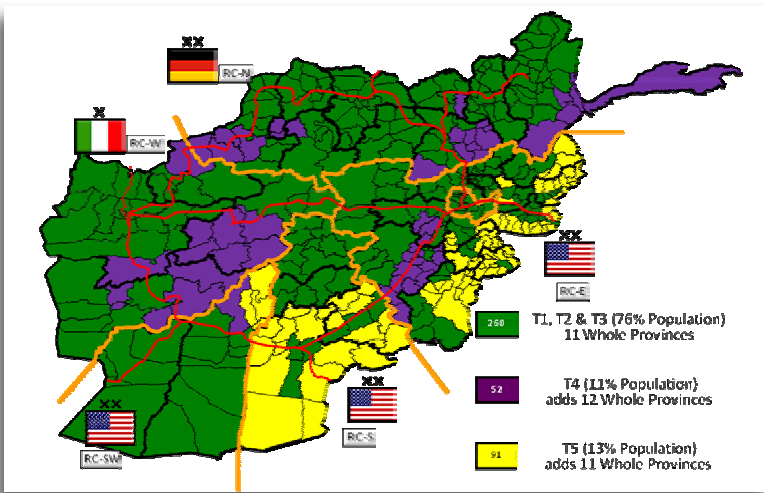 XX
RC-N
X
RC-W
XX
RC-E
260
T1, T2 & T3 (76% Population)
11 Whole Provinces
52
T4 (11% Population)
adds 12 Whole Provinces
XX
RC-S
XX
RC-SW
91
T5 (13% Population)
adds 11 Whole Provinces